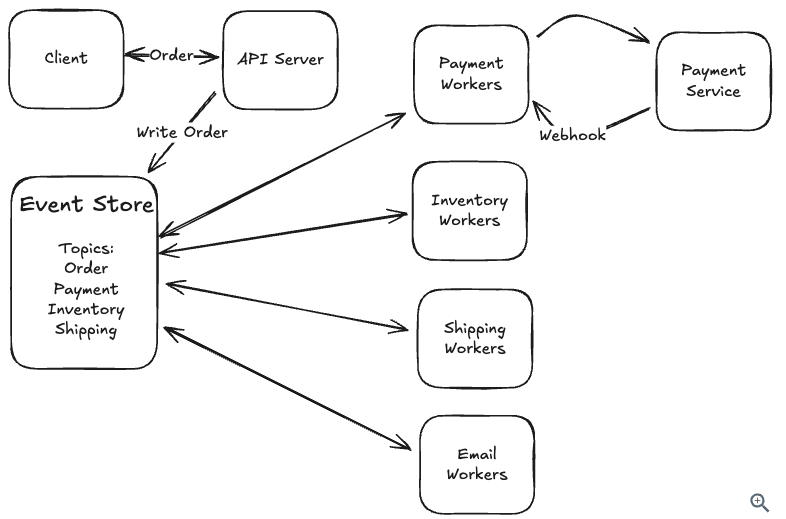 Client
Order
API Server
Write Order
Event Store
Topics:
Order
Payment
Inventory
Shipping
Payment
Workers
Payment
Service
Webhook
Inventory
Workers
Shipping
Workers
Email
Workers